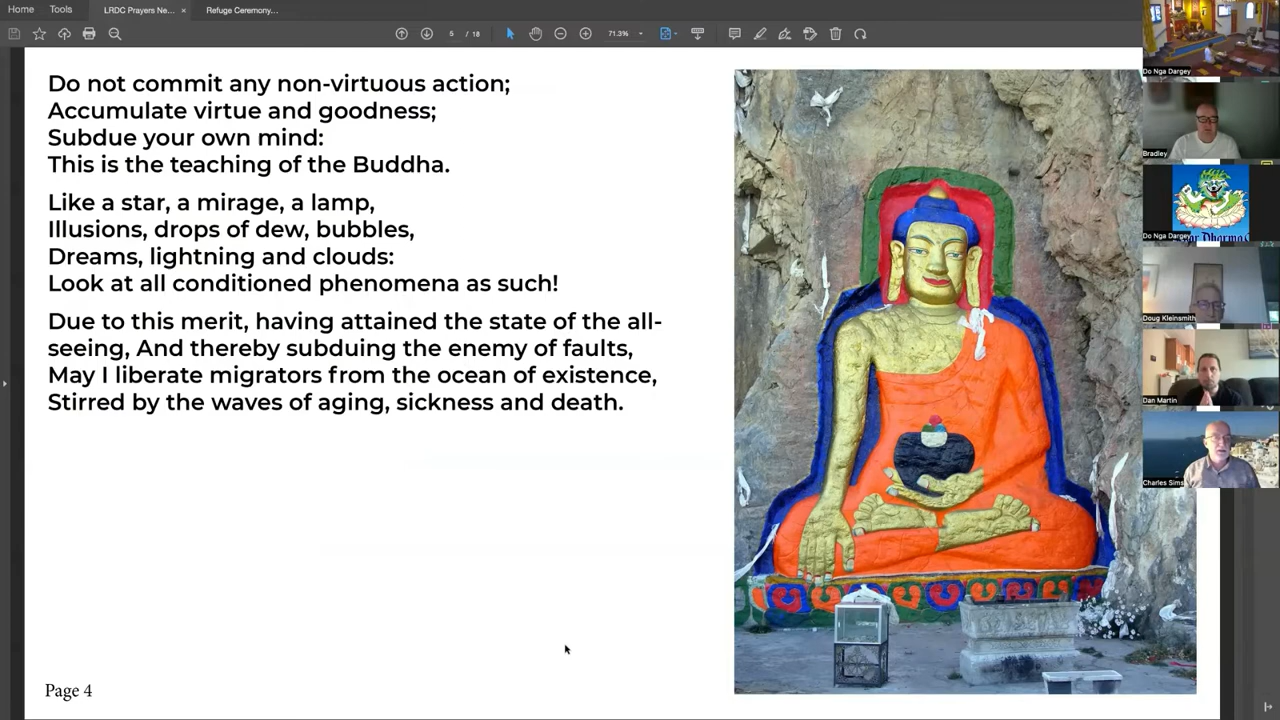 Home
Tools
LRDC Prayers Ne...
×
Refuge Ceremony...
5 / 18
71.3%
Do not commit any non-virtuous action;
Accumulate virtue and goodness;
Subdue your own mind:
This is the teaching of the Buddha.
Like a star, a mirage, a lamp,
Illusions, drops of dew, bubbles,
Dreams, lightning and clouds:
Look at all conditioned phenomena as such!
Due to this merit, having attained the state of the all-
seeing, And thereby subduing the enemy of faults,
May I liberate migrators from the ocean of existence,
Stirred by the waves of aging, sickness and death.
Page 4
Do Nga Dargey
Bradley
Do Nga Dargey
Doug Kleinsmith
Dan Martin
Charles Sims